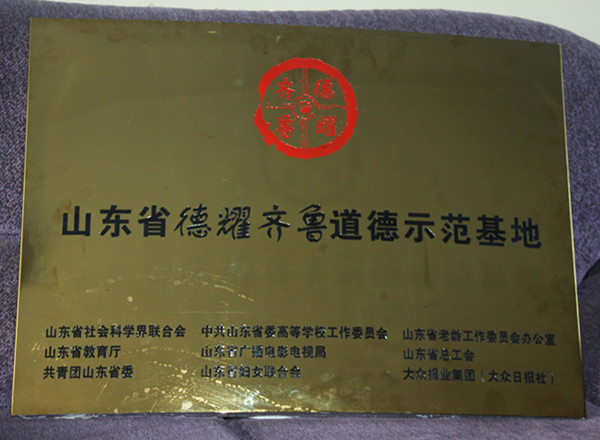 齐德
鲁耀
山东省德耀齐鲁道德示范基地
山东省社会科学界联合会 中共山东省委高等学校工作委员会 山东省老龄工作委员会办公室
山东省教育厅 山东省广播电影电视局 山东省总工会
共青团山东省委 山东省妇女联合会 大众报业集团（大众日报社）